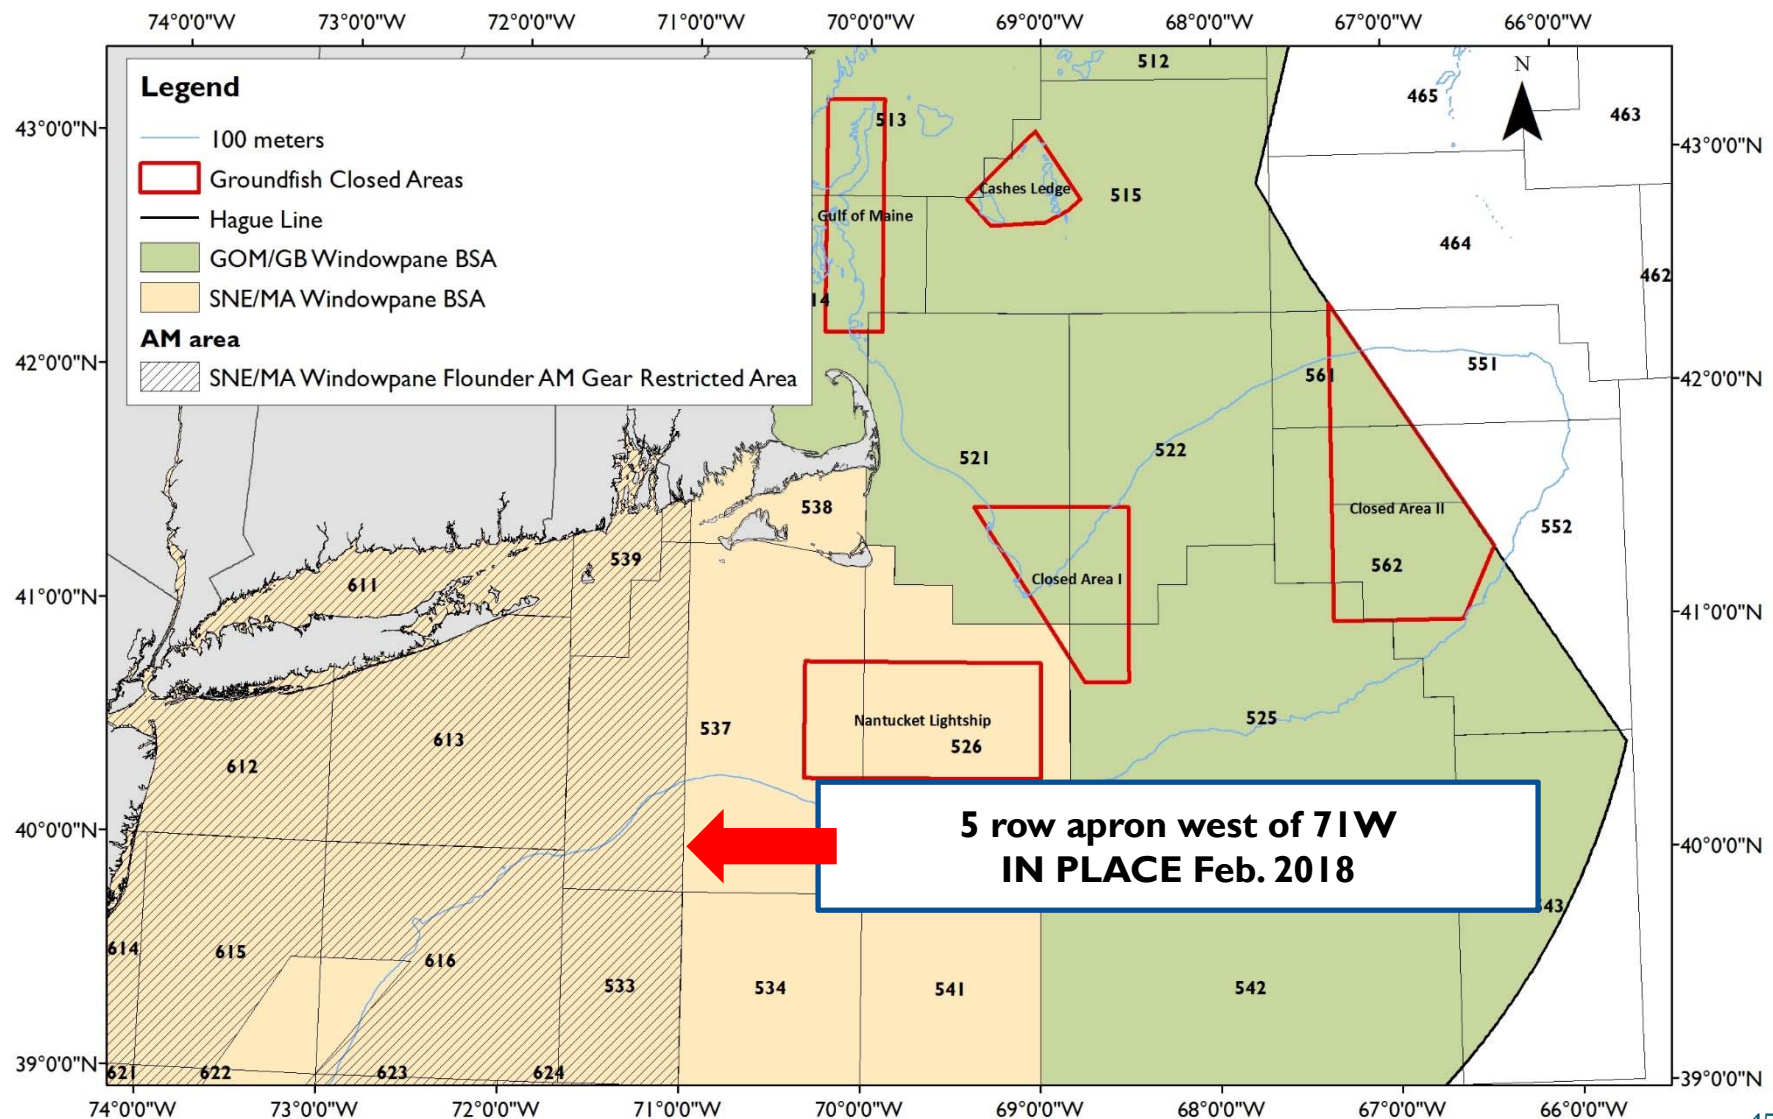 74°0'0"W 73°0'0"W 72°0'0"W 71°0'0"W 70°0'0"W 69°0'0"W 68°0'0"W 67°0'0"W 66°0'0"W
Legend
100 meters
Groundfish Closed Areas
Hague Line
GOM/GB Windowpane BSA
SNE/MA Windowpane BSA
AM area
SNE/MA Windowpane Flounder AM Gear Restricted Area
N
512
465
463
513
43°0'0"N
43°0'0"N
Cashes Ledge
515
Gulf of Maine
464
462
14
42°0'0"N
551
561
42°0'0"N
521
522
538
Closed Area II
552
539
611
Closed Area I
562
41°0'0"N
41°0'0"N
Nantucket Lightship
525
537
613
526
612
5 row apron west of 71W
IN PLACE Feb. 2018
40°0'0"N
40°0'0"N
543
614
615
616
533
534
541
542
39°0'0"N
621
622
623
624
39°0'0"N
74°0'0"W 73°0'0"W 72°0'0"W 71°0'0"W 70°0'0"W 69°0'0"W 68°0'0"W 67°0'0"W 66°0'0"W
45